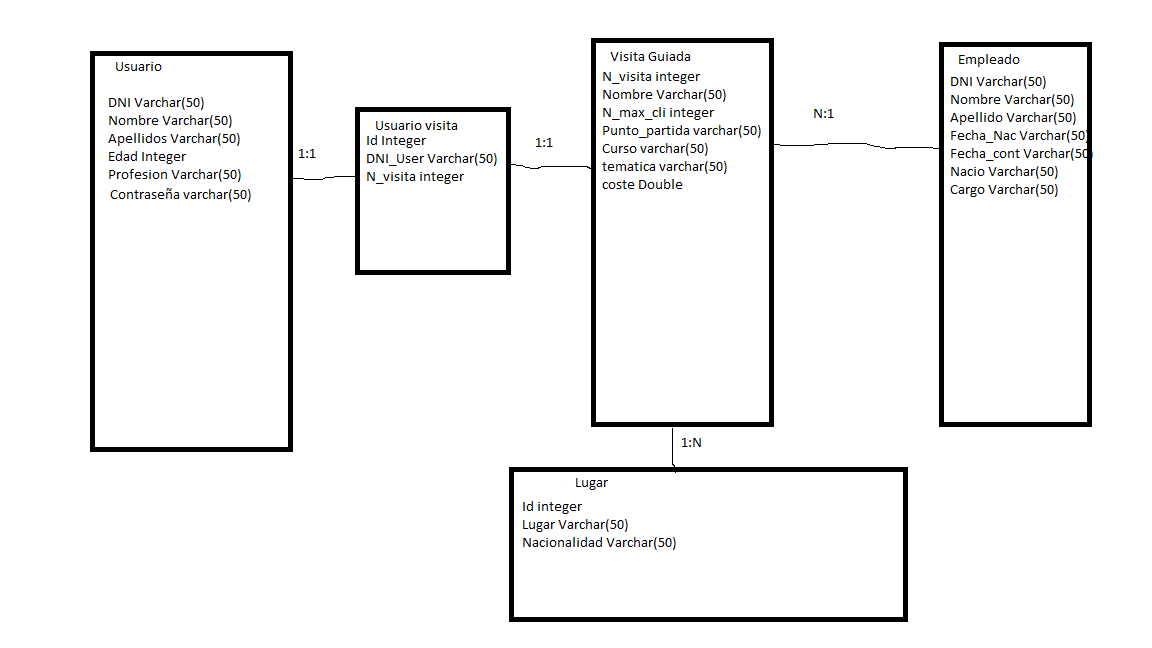 Usuario
DNI Varchar(50)
Nombre Varchar(50)
Apellidos Varchar(50)
Edad Integer
Profesion Varchar(50)
Contraseña varchar(50)
1:1
Usuario visita
Id Integer
DNI_User Varchar(50)
N_visita integer
1:1
Visita Guiada
N_visita integer
Nombre Varchar(50)
N_max_cli integer
Punto_partida varchar(50)
Curso varchar(50)
tematica varchar(50)
coste Double
N:1
Empleado
DNI Varchar(50)
Nombre Varchar(50)
Apellido Varchar(50)
Fecha_Nac Varchar(50)
Fecha_cont Varchar(50)
Nacio Varchar(50)
Cargo Varchar(50)
1:N
Lugar
Id integer
Lugar Varchar(50)
Nacionalidad Varchar(50)